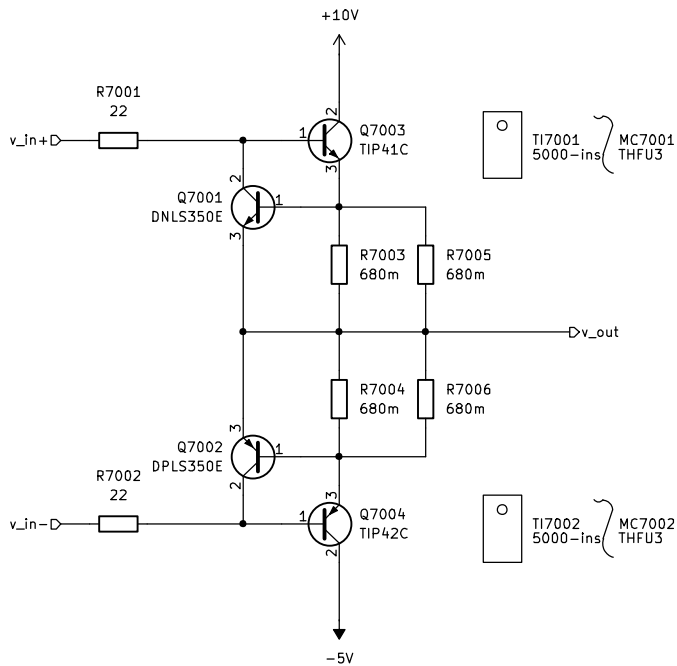 +10V
R7001
22
v_in+
1
2
3
Q7003
TIP41C
TI7001
5000-ins
MC7001
THFU3
Q7001
DNLS350E
2
1
3
R7003
680m
R7005
680m
v_out
R7004
680m
R7006
680m
Q7002
DPLS350E
3
1
2
R7002
22
v_in-
1
3
2
Q7004
TIP42C
TI7002
5000-ins
MC7002
THFU3
-5V